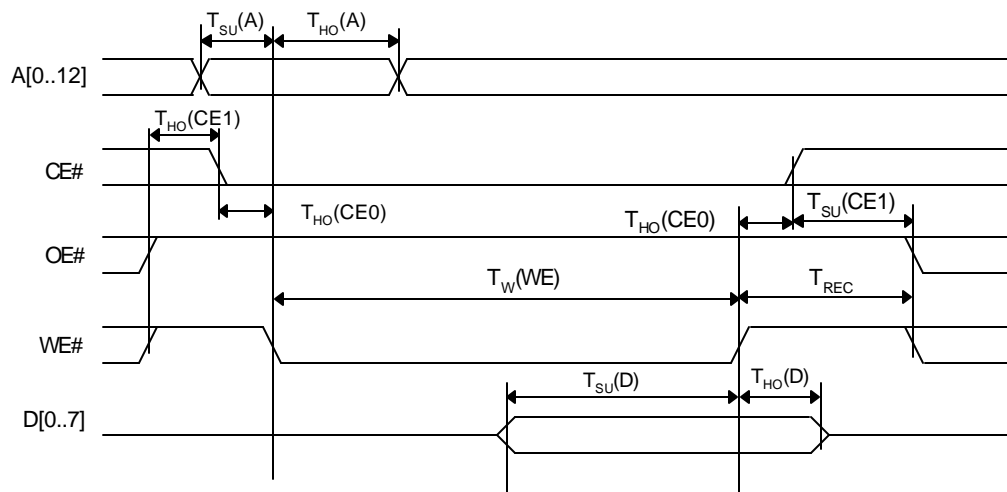 T_SU(A) T_HO(A)
A[0..12]
T_HO(CE1)
CE#
T_HO(CE0) T_HO(CE0) T_SU(CE1)
OE#
T_W(WE) T_REC
WE#
T_SU(D) T_HO(D)
D[0..7]